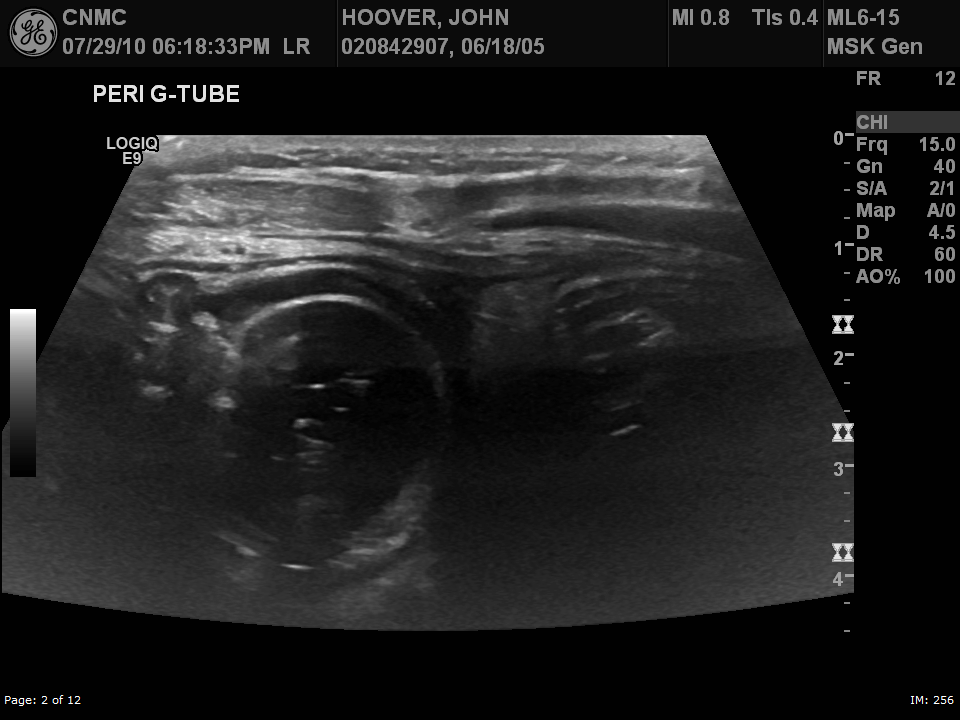 CNMC
07/29/10 06:18:33PM LR
HOOVER, JOHN
020842907, 06/18/05
MI 0.8 TIs 0.4
ML6-15
MSK Gen
PERI G-TUBE
LOGIQ
E9
FR 12
CHI
Frq 15.0
Gn 40
S/A 2/1
Map A/0
D 4.5
DR 60
AO% 100
0
1
2
3
4
Page: 2 of 12
IM: 256